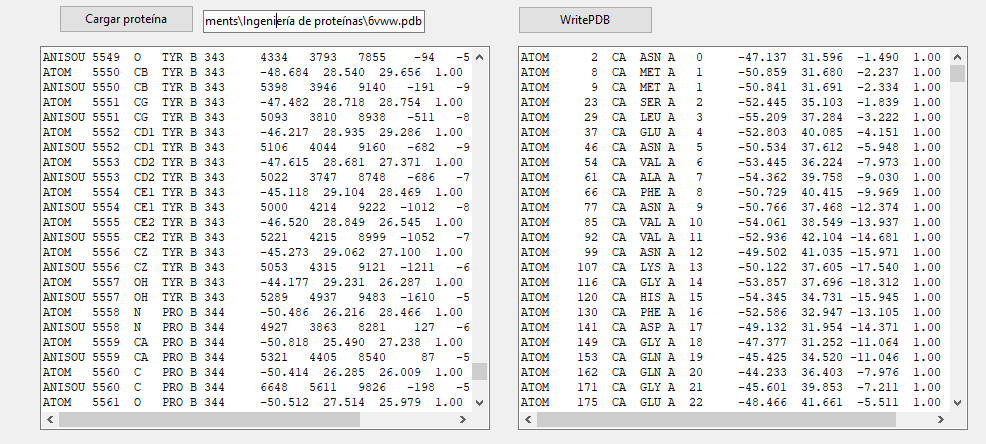 Cargar proteína
ments\Ingeniería de proteínas\6vww.pdb
WritePDB
ANISOU 5549 O TYR B 343 4334 3793 7855 -94 -5
ATOM 5550 CB TYR B 343 -48.684 28.540 29.656 1.00
ANISOU 5550 CB TYR B 343 5398 3946 9140 -191 -9
ATOM 5551 CG TYR B 343 -47.482 28.718 28.754 1.00
ANISOU 5551 CG TYR B 343 5093 3810 8938 -511 -8
ATOM 5552 CD1 TYR B 343 -46.217 28.935 29.286 1.00
ANISOU 5552 CD1 TYR B 343 5106 4044 9160 -682 -9
ATOM 5553 CD2 TYR B 343 -47.615 28.681 27.371 1.00
ANISOU 5553 CD2 TYR B 343 5022 3747 8748 -686 -7
ATOM 5554 CE1 TYR B 343 -45.118 29.104 28.469 1.00
ANISOU 5554 CE1 TYR B 343 5000 4214 9222 -1012 -8
ATOM 5555 CE2 TYR B 343 -46.520 28.849 26.545 1.00
ANISOU 5555 CE2 TYR B 343 5221 4215 8999 -1052 -7
ATOM 5556 CZ TYR B 343 -45.273 29.062 27.100 1.00
ANISOU 5556 CZ TYR B 343 5053 4315 9121 -1211 -6
ATOM 5557 OH TYR B 343 -44.177 29.231 26.287 1.00
ANISOU 5557 OH TYR B 343 5289 4937 9483 -1610 -5
ATOM 5558 N PRO B 344 -50.486 26.216 28.466 1.00
ANISOU 5558 N PRO B 344 4927 3863 8281 127 -6
ATOM 5559 CA PRO B 344 -50.818 25.490 27.238 1.00
ANISOU 5559 CA PRO B 344 5321 4405 8540 87 -5
ATOM 5560 C PRO B 344 -50.414 26.285 26.009 1.00
ANISOU 5560 C PRO B 344 6648 5611 9826 -198 -5
ATOM 5561 O PRO B 344 -50.512 27.514 25.979 1.00
ATOM 2 CA ASN A 0 -47.137 31.596 -1.490 1.00
ATOM 8 CA MET A 1 -50.859 31.680 -2.237 1.00
ATOM 9 CA MET A 1 -50.841 31.691 -2.334 1.00
ATOM 23 CA SER A 2 -52.445 35.103 -1.839 1.00
ATOM 29 CA LEU A 3 -55.209 37.284 -3.222 1.00
ATOM 37 CA GLU A 4 -52.803 40.085 -4.151 1.00
ATOM 46 CA ASN A 5 -50.534 37.612 -5.948 1.00
ATOM 54 CA VAL A 6 -53.445 36.224 -7.973 1.00
ATOM 61 CA ALA A 7 -54.362 39.758 -9.030 1.00
ATOM 66 CA PHE A 8 -50.729 40.415 -9.969 1.00
ATOM 77 CA ASN A 9 -50.766 37.468 -12.374 1.00
ATOM 85 CA VAL A 10 -54.061 38.549 -13.937 1.00
ATOM 92 CA VAL A 11 -52.936 42.104 -14.681 1.00
ATOM 99 CA ASN A 12 -49.502 41.035 -15.971 1.00
ATOM 107 CA LYS A 13 -50.122 37.605 -17.540 1.00
ATOM 116 CA GLY A 14 -53.857 37.696 -18.312 1.00
ATOM 120 CA HIS A 15 -54.345 34.731 -15.945 1.00
ATOM 130 CA PHE A 16 -52.586 32.947 -13.105 1.00
ATOM 141 CA ASP A 17 -49.132 31.954 -14.371 1.00
ATOM 149 CA GLY A 18 -47.377 31.252 -11.064 1.00
ATOM 153 CA GLN A 19 -45.425 34.520 -11.046 1.00
ATOM 162 CA GLN A 20 -44.233 36.403 -7.976 1.00
ATOM 171 CA GLY A 21 -45.601 39.853 -7.211 1.00
ATOM 175 CA GLU A 22 -48.466 41.661 -5.511 1.00